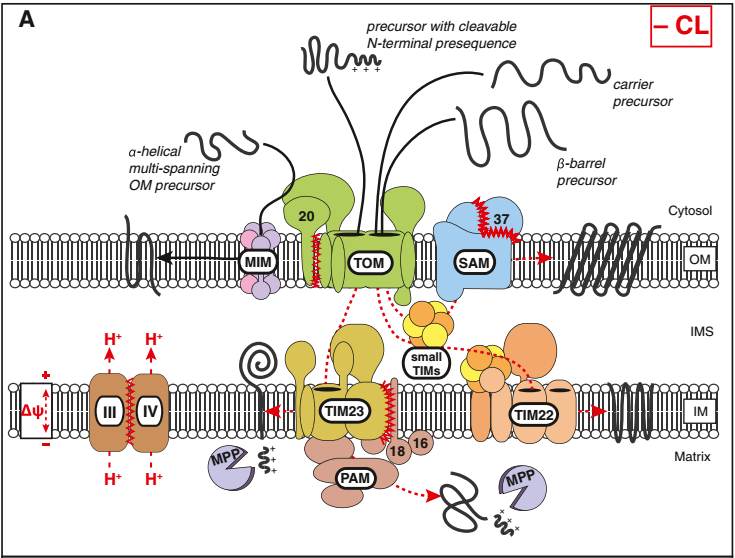 A
– CL
precursor with cleavable
N-terminal presequence
+ + +
carrier
precursor
α-helical
multi-spanning
OM precursor
β-barrel
precursor
Cytosol
20
37
MIM
TOM
SAM
OM
IMS
small
TIMs
H⁺
H⁺
+
Δψ
–
III
IV
TIM23
TIM22
IM
18
16
Matrix
MPP
+
+
+
H⁺
H⁺
PAM
MPP
x
x
x
x